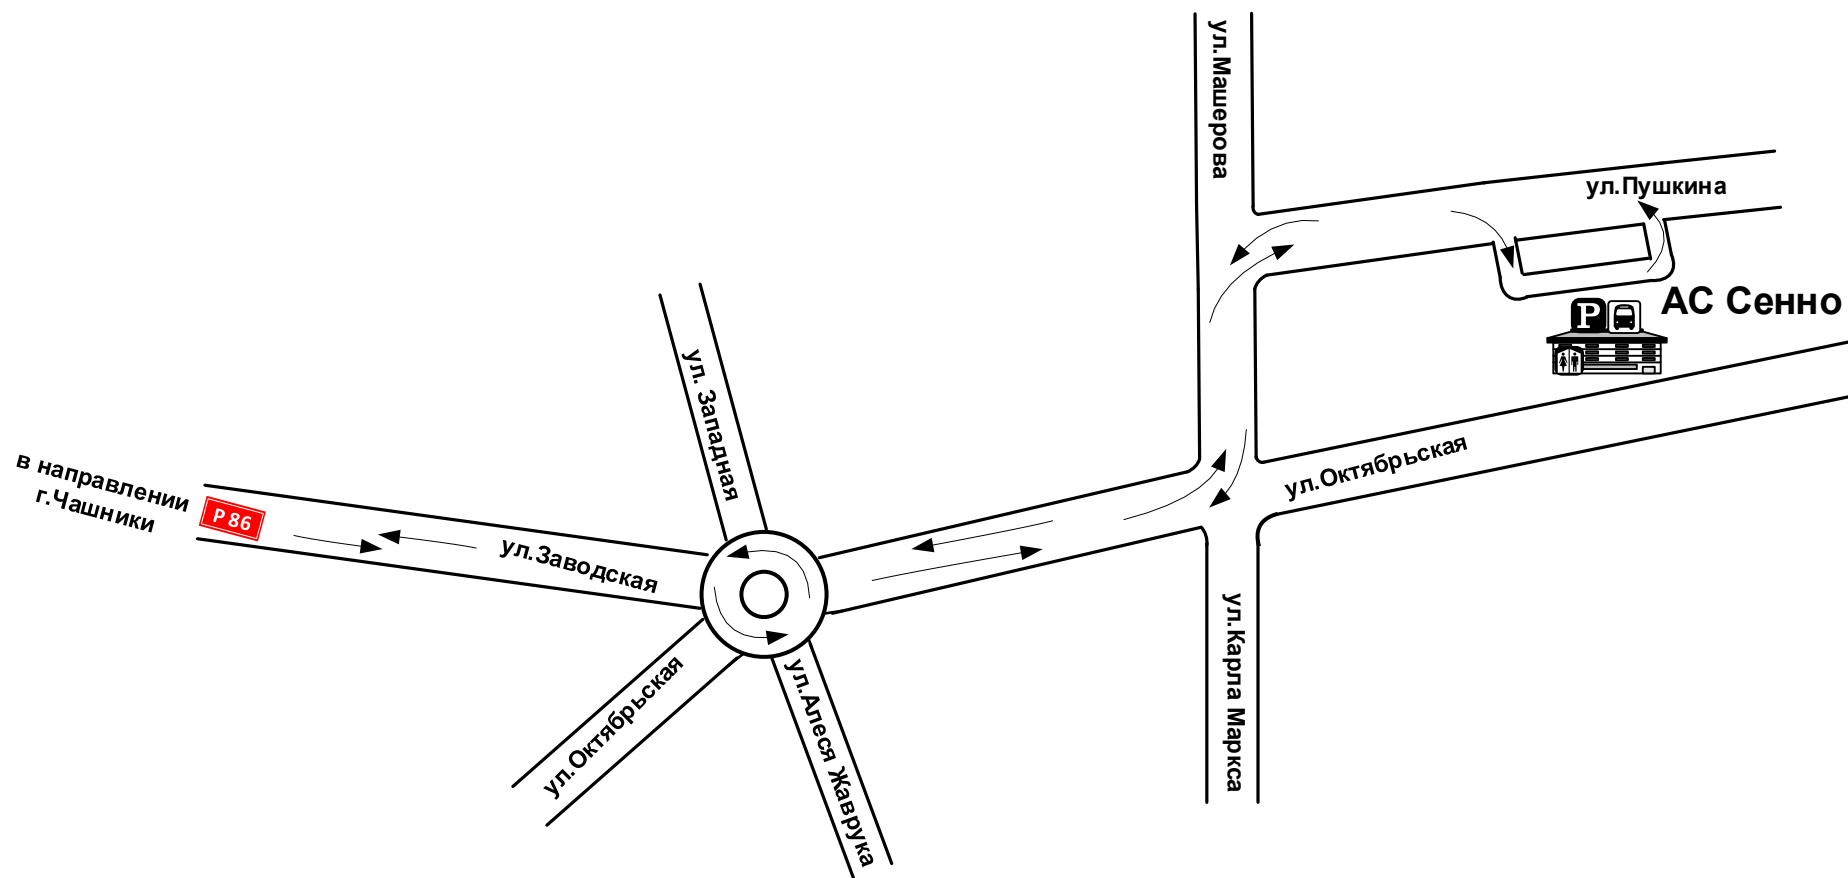 ул.Машерова
ул.Пушкина
АС Сенно
P
ул. Западная
ул.Октябрьская
в направлении
г.Чашники
Р 86
ул.Заводская
ул.Октябрьская
ул.Алеся Жаврука
ул.Карла Маркса